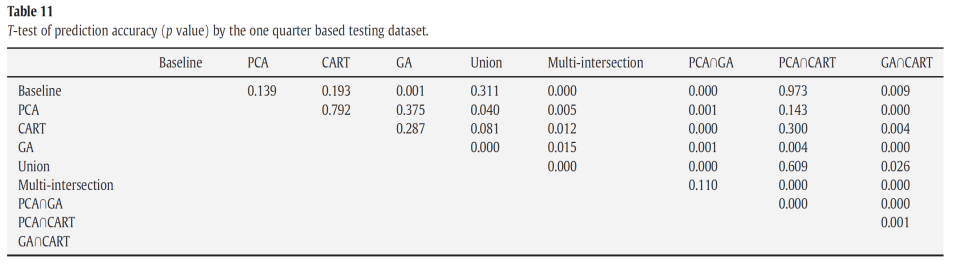 Table 11
T-test of prediction accuracy (p value) by the one quarter based testing dataset.
Baseline PCA CART GA Union Multi-intersection PCA∩GA PCA∩CART GA∩CART
Baseline 0.139 0.193 0.001 0.311 0.000 0.000 0.973 0.009
PCA 0.792 0.375 0.040 0.005 0.001 0.143 0.000
CART 0.287 0.081 0.012 0.000 0.300 0.004
GA 0.000 0.015 0.001 0.004 0.000
Union 0.000 0.000 0.609 0.026
Multi-intersection 0.110 0.000 0.000
PCA∩GA 0.000 0.000
PCA∩CART 0.001
GA∩CART